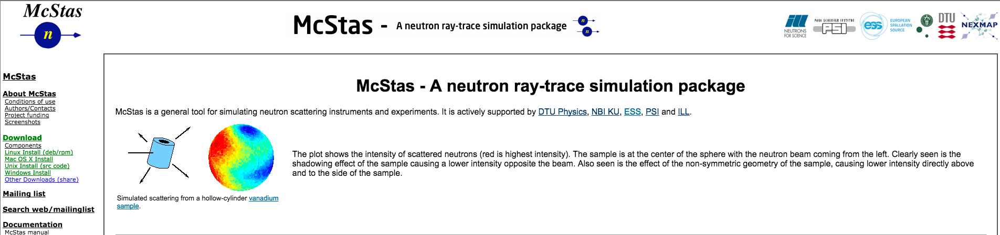 McStas
n
McStas - A neutron ray-trace simulation package
n
n
ill
NEUTRONS
FOR SCIENCE
PAUL SCHERRER INSTITUT
PSI
ess
EUROPEAN
SPALLATION
SOURCE
DTU
NEXMAP
McStas
About McStas
Conditions of use
Authors/Contacts
Project funding
Screenshots
Download
Components
Linux Install (deb/rpm)
Mac OS X Install
Unix Install (src code)
Windows Install
Other Downloads (share)
Mailing list
Search web/mailinglist
Documentation
McStas manual
McStas - A neutron ray-trace simulation package
McStas is a general tool for simulating neutron scattering instruments and experiments. It is actively supported by DTU Physics, NBI KU, ESS, PSI and ILL.
The plot shows the intensity of scattered neutrons (red is highest intensity). The sample is at the center of the sphere with the neutron beam coming from the left. Clearly seen is the
shadowing effect of the sample causing a lower intensity opposite the beam. Also seen is the effect of the non-symmetric geometry of the sample, causing lower intensity directly above
and to the side of the sample.
Simulated scattering from a hollow-cylinder vanadium
sample.